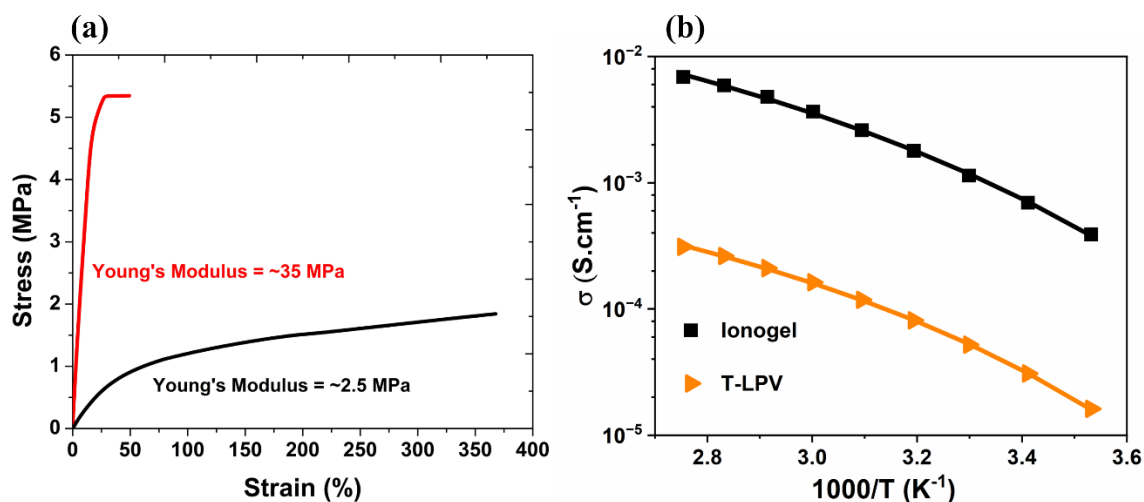 (a)
Stress (MPa)
6
5
4
3
2
1
0
Young's Modulus = ~35 MPa
Young's Modulus = ~2.5 MPa
0 50 100 150 200 250 300 350 400
Strain (%)
(b)
σ (S.cm⁻¹)
10⁻²
10⁻³
10⁻⁴
10⁻⁵
Ionogel
T-LPV
2.8 3.0 3.2 3.4 3.6
1000/T (K⁻¹)